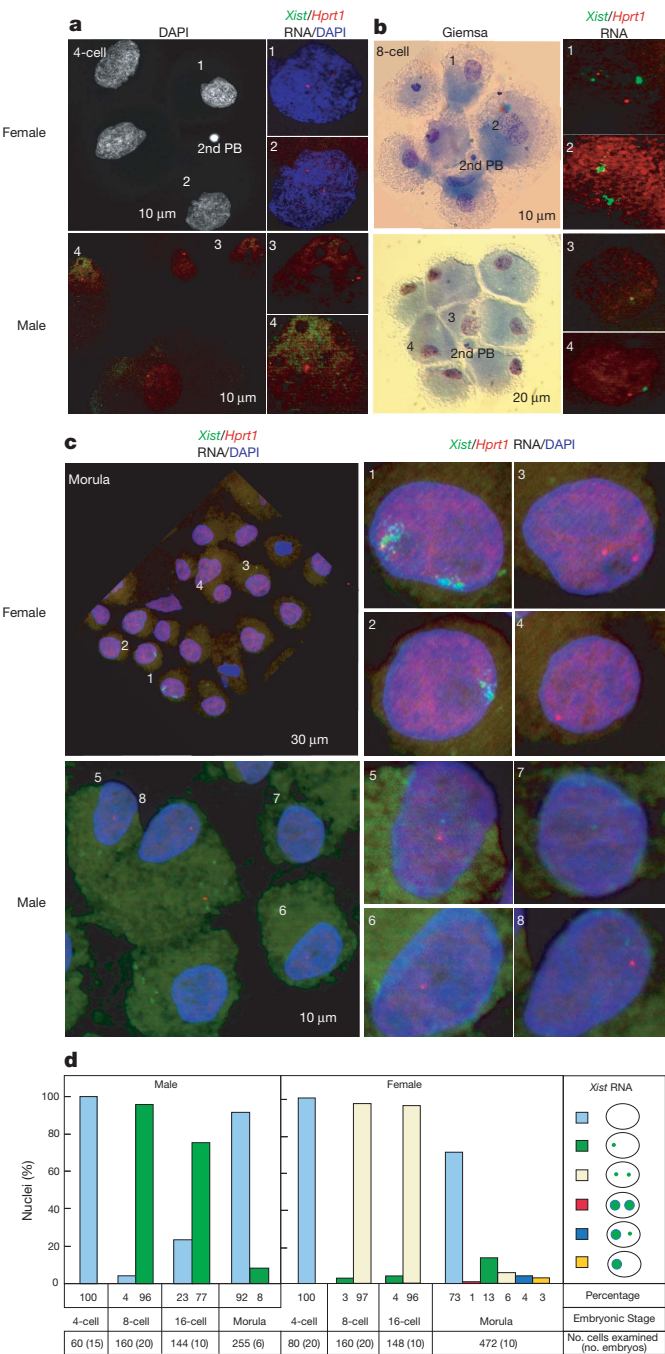 a
DAPI
Xist/Hprt1
RNA/DAPI
4-cell
1
2nd PB
2
10 μm
1
2
Female
4
3
10 μm
3
4
Male
b
Giemsa
Xist/Hprt1
RNA
8-cell
1
2
2nd PB
10 μm
1
2
3
4
2nd PB
20 μm
3
4
c
Xist/Hprt1
RNA/DAPI
Xist/Hprt1 RNA/DAPI
Morula
3
4
2
1
30 μm
Female
1
3
2
4
5
8
7
6
10 μm
Male
5
7
6
8
d
Male
Female
Xist RNA
Nuclei (%)
100
80
60
40
20
0
100 4 96 23 77 92 8 100 3 97 4 96 73 1 13 6 4 3 Percentage
4-cell 8-cell 16-cell Morula 4-cell 8-cell 16-cell Morula Embryonic Stage
60 (15) 160 (20) 144 (10) 255 (6) 80 (20) 160 (20) 148 (10) 472 (10) No. cells examined
(no. embryos)